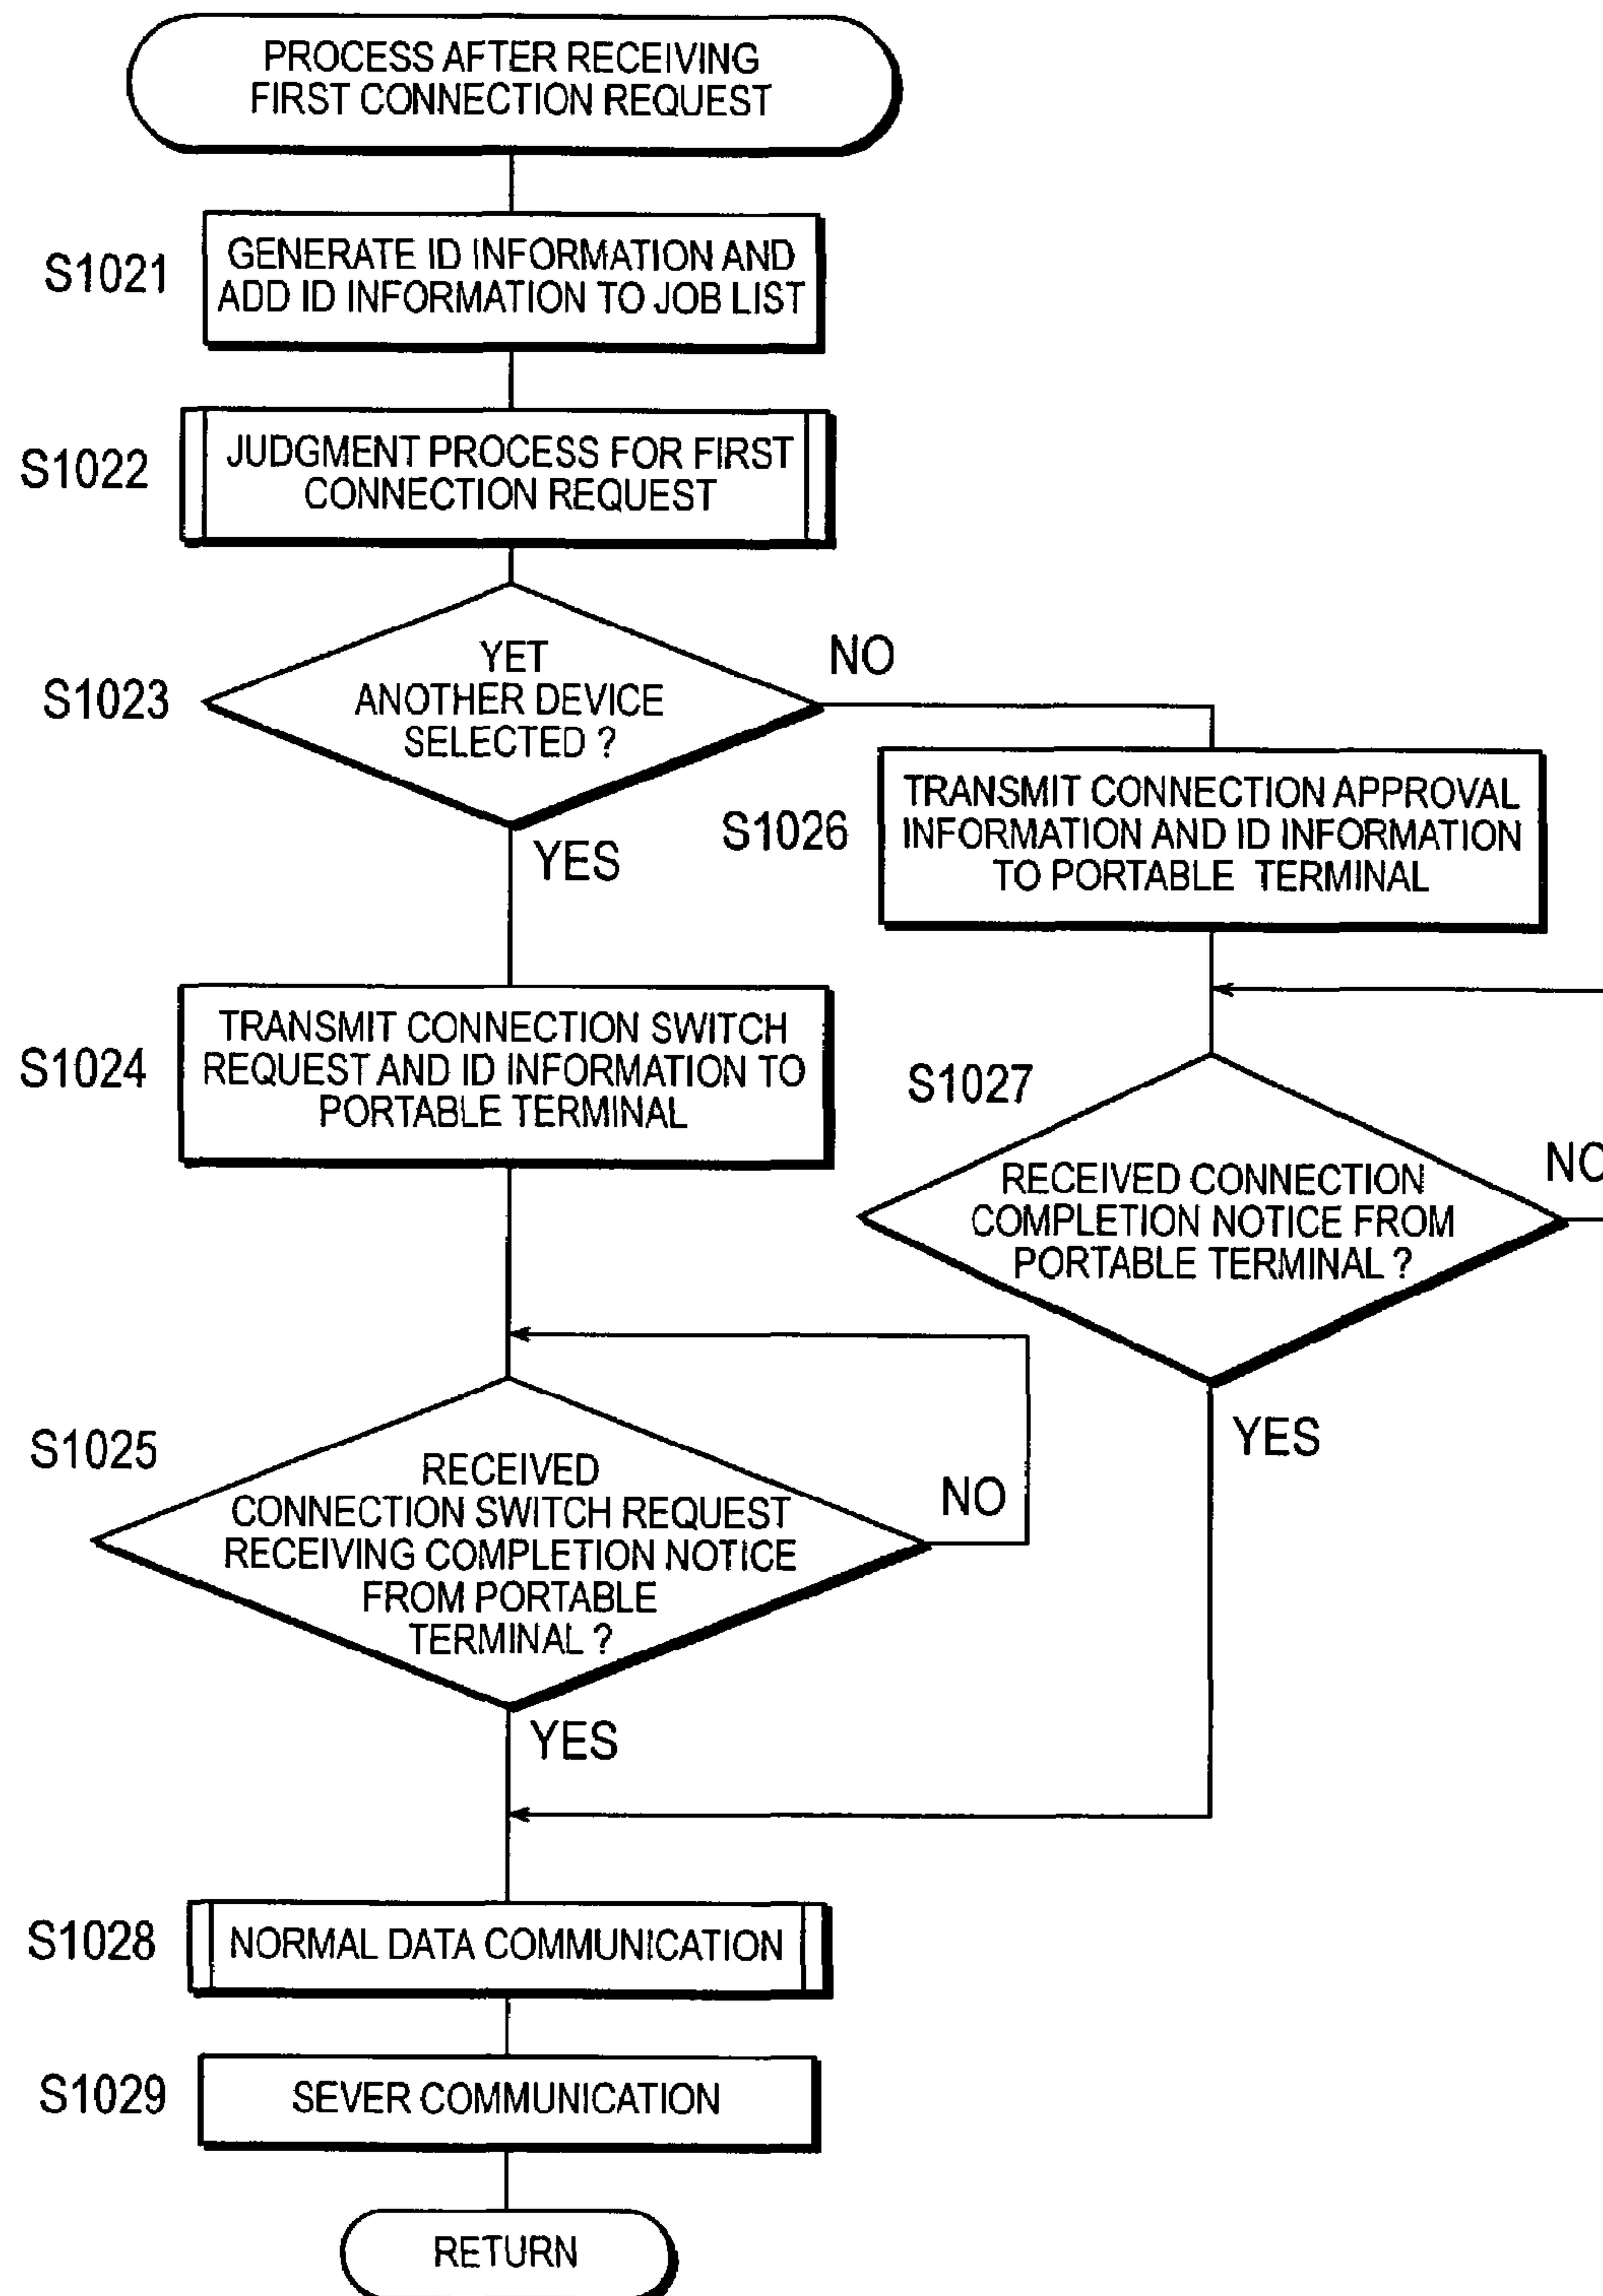 PROCESS AFTER RECEIVING
FIRST CONNECTION REQUEST
S1021
GENERATE ID INFORMATION AND
ADD ID INFORMATION TO JOB LIST
S1022
JUDGMENT PROCESS FOR FIRST
CONNECTION REQUEST
S1023
YET
ANOTHER DEVICE
SELECTED ?
NO
YES
S1026
TRANSMIT CONNECTION APPROVAL
INFORMATION AND ID INFORMATION
TO PORTABLE TERMINAL
S1024
TRANSMIT CONNECTION SWITCH
REQUEST AND ID INFORMATION TO
PORTABLE TERMINAL
S1027
RECEIVED CONNECTION
COMPLETION NOTICE FROM
PORTABLE TERMINAL ?
NO
YES
S1025
RECEIVED
CONNECTION SWITCH REQUEST
RECEIVING COMPLETION NOTICE
FROM PORTABLE
TERMINAL ?
NO
YES
S1028
NORMAL DATA COMMUNICATION
S1029
SEVER COMMUNICATION
RETURN